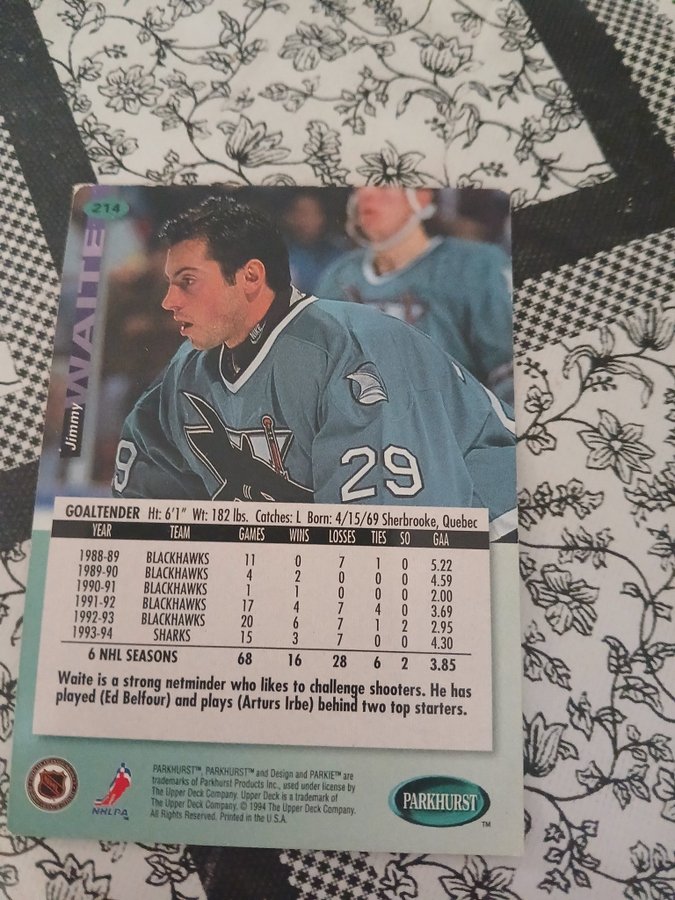 214
Jimmy WAITE
NIKE
29
29
GOALTENDER Ht: 6'1" Wt: 182 lbs. Catches: L Born: 4/15/69 Sherbrooke, Quebec
YEAR TEAM GAMES WINS LOSSES TIES SO GAA
1988-89 BLACKHAWKS 11 0 7 1 0 5.22
1989-90 BLACKHAWKS 4 2 0 0 0 4.59
1990-91 BLACKHAWKS 1 1 0 0 0 2.00
1991-92 BLACKHAWKS 17 4 7 4 0 3.69
1992-93 BLACKHAWKS 20 6 7 1 2 2.95
1993-94 SHARKS 15 3 7 0 0 4.30
6 NHL SEASONS 68 16 28 6 2 3.85
Waite is a strong netminder who likes to challenge shooters. He has
played (Ed Belfour) and plays (Arturs Irbe) behind two top starters.
PARKHURST™, PARKHURST™ and Design and PARKIE™ are
trademarks of Parkhurst Products Inc., used under license by
The Upper Deck Company. Upper Deck is a trademark of
The Upper Deck Company. © 1994 The Upper Deck Company.
All Rights Reserved. Printed in the U.S.A.
NHLPA
PARKHURST™